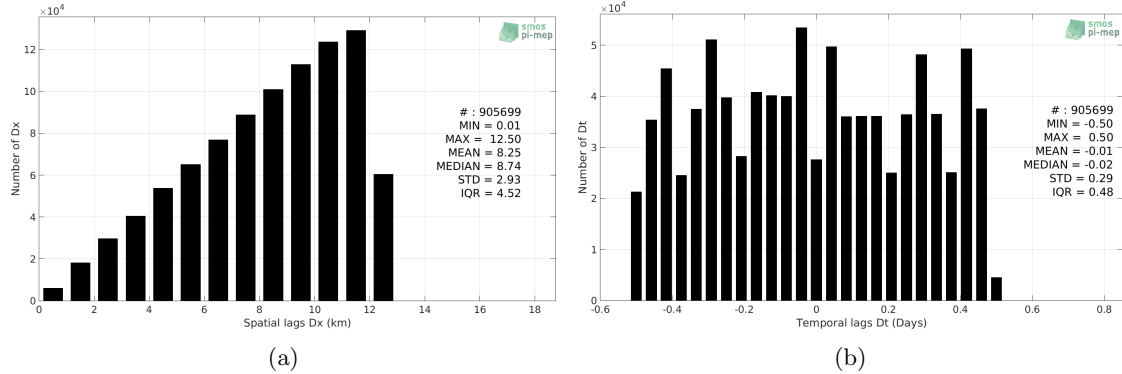 ×10⁴
12
10
8
6
4
2
0
Number of Dx
smos
pi-mep
# : 905699
MIN = 0.01
MAX = 12.50
MEAN = 8.25
MEDIAN = 8.74
STD = 2.93
IQR = 4.52
0 2 4 6 8 10 12 14 16 18
Spatial lags Dx (km)
(a)
×10⁴
5
4
3
2
1
0
Number of Dt
smos
pi-mep
# : 905699
MIN = -0.50
MAX = 0.50
MEAN = -0.01
MEDIAN = -0.02
STD = 0.29
IQR = 0.48
-0.6 -0.4 -0.2 0 0.2 0.4 0.6 0.8
Temporal lags Dt (Days)
(b)